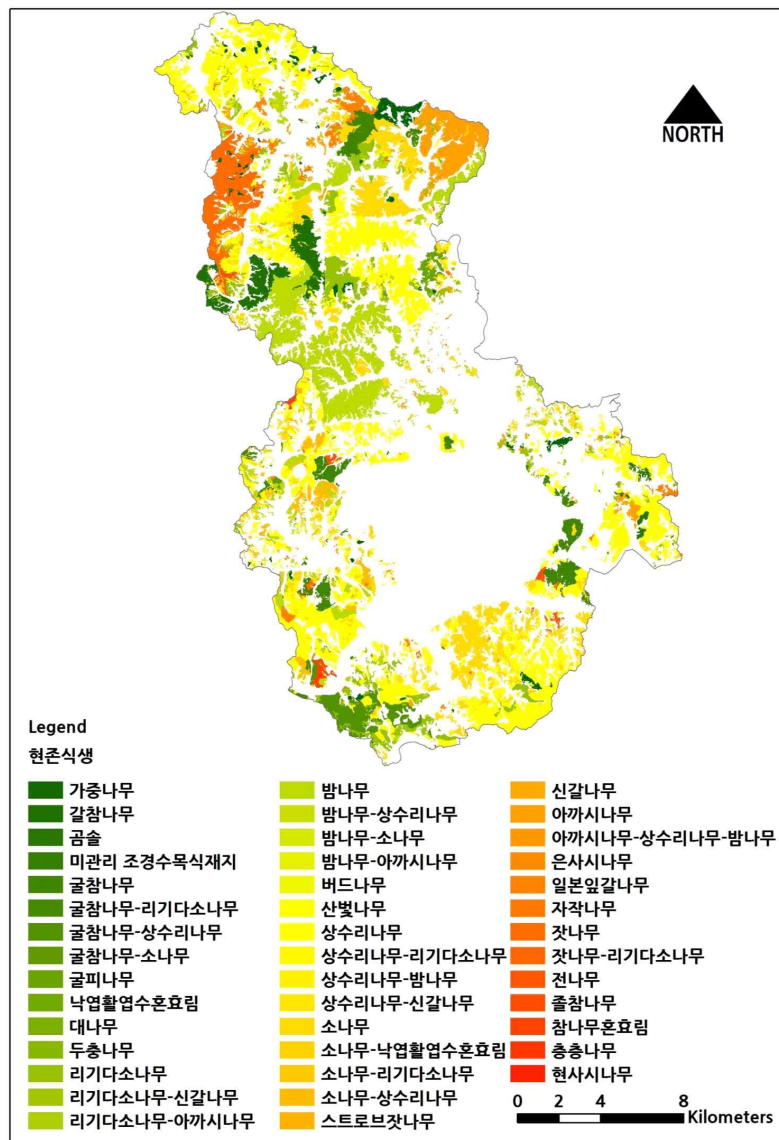 NORTH
Legend
현존식생
가중나무
갈참나무
곰솔
미관리 조경수목식재지
굴참나무
굴참나무-리기다소나무
굴참나무-상수리나무
굴참나무-소나무
굴피나무
낙엽활엽수혼효림
대나무
두충나무
리기다소나무
리기다소나무-신갈나무
리기다소나무-아까시나무
밤나무
밤나무-상수리나무
밤나무-소나무
밤나무-아까시나무
버드나무
산벚나무
상수리나무
상수리나무-리기다소나무
상수리나무-밤나무
상수리나무-신갈나무
소나무
소나무-낙엽활엽수혼효림
소나무-리기다소나무
소나무-상수리나무
스트로브잣나무
신갈나무
아까시나무
아까시나무-상수리나무-밤나무
은사시나무
일본잎갈나무
자작나무
잣나무
잣나무-리기다소나무
전나무
졸참나무
참나무혼효림
층층나무
현사시나무
0 2 4 8
Kilometers